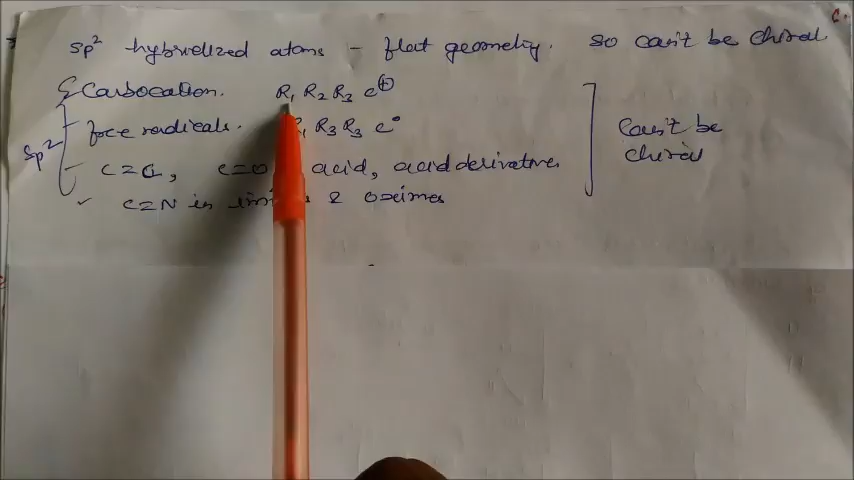 sp² hybridized atoms - flat geometry. so can't be chiral
Carbocation. R₁ R₂ R₃ C⊕
free radicals. R₃ R₃ C•
sp²
C=C, C=O acid, acid derivative
C=N in & oximes
can't be
chiral